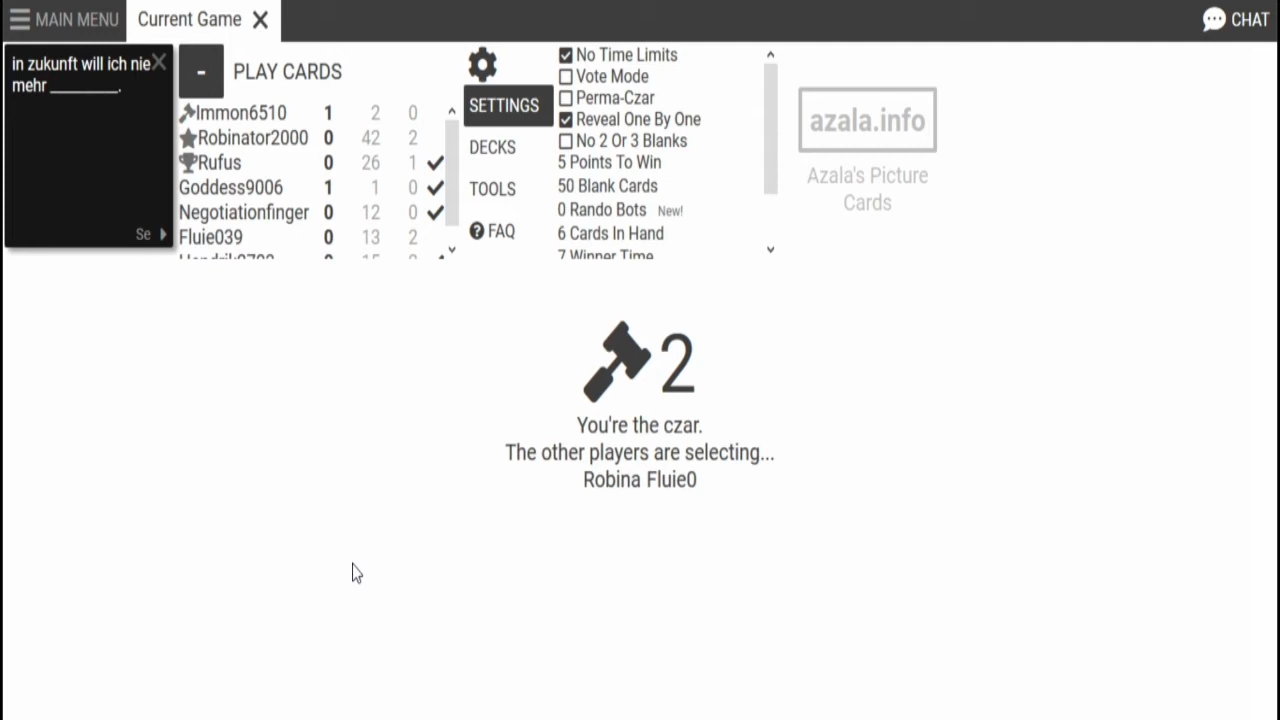 MAIN MENU
Current Game
CHAT
in zukunft will ich nie
mehr _________.
Se
- PLAY CARDS
Immon6510 1 2 0
Robinator2000 0 42 2
Rufus 0 26 1
Goddess9006 1 1 0
Negotiationfinger 0 12 0
Fluie039 0 13 2
SETTINGS
DECKS
TOOLS
FAQ
No Time Limits
Vote Mode
Perma-Czar
Reveal One By One
No 2 Or 3 Blanks
5 Points To Win
50 Blank Cards
0 Rando Bots New!
6 Cards In Hand
7 Winner Time
azala.info
Azala's Picture
Cards
2
You're the czar.
The other players are selecting...
Robina Fluie0